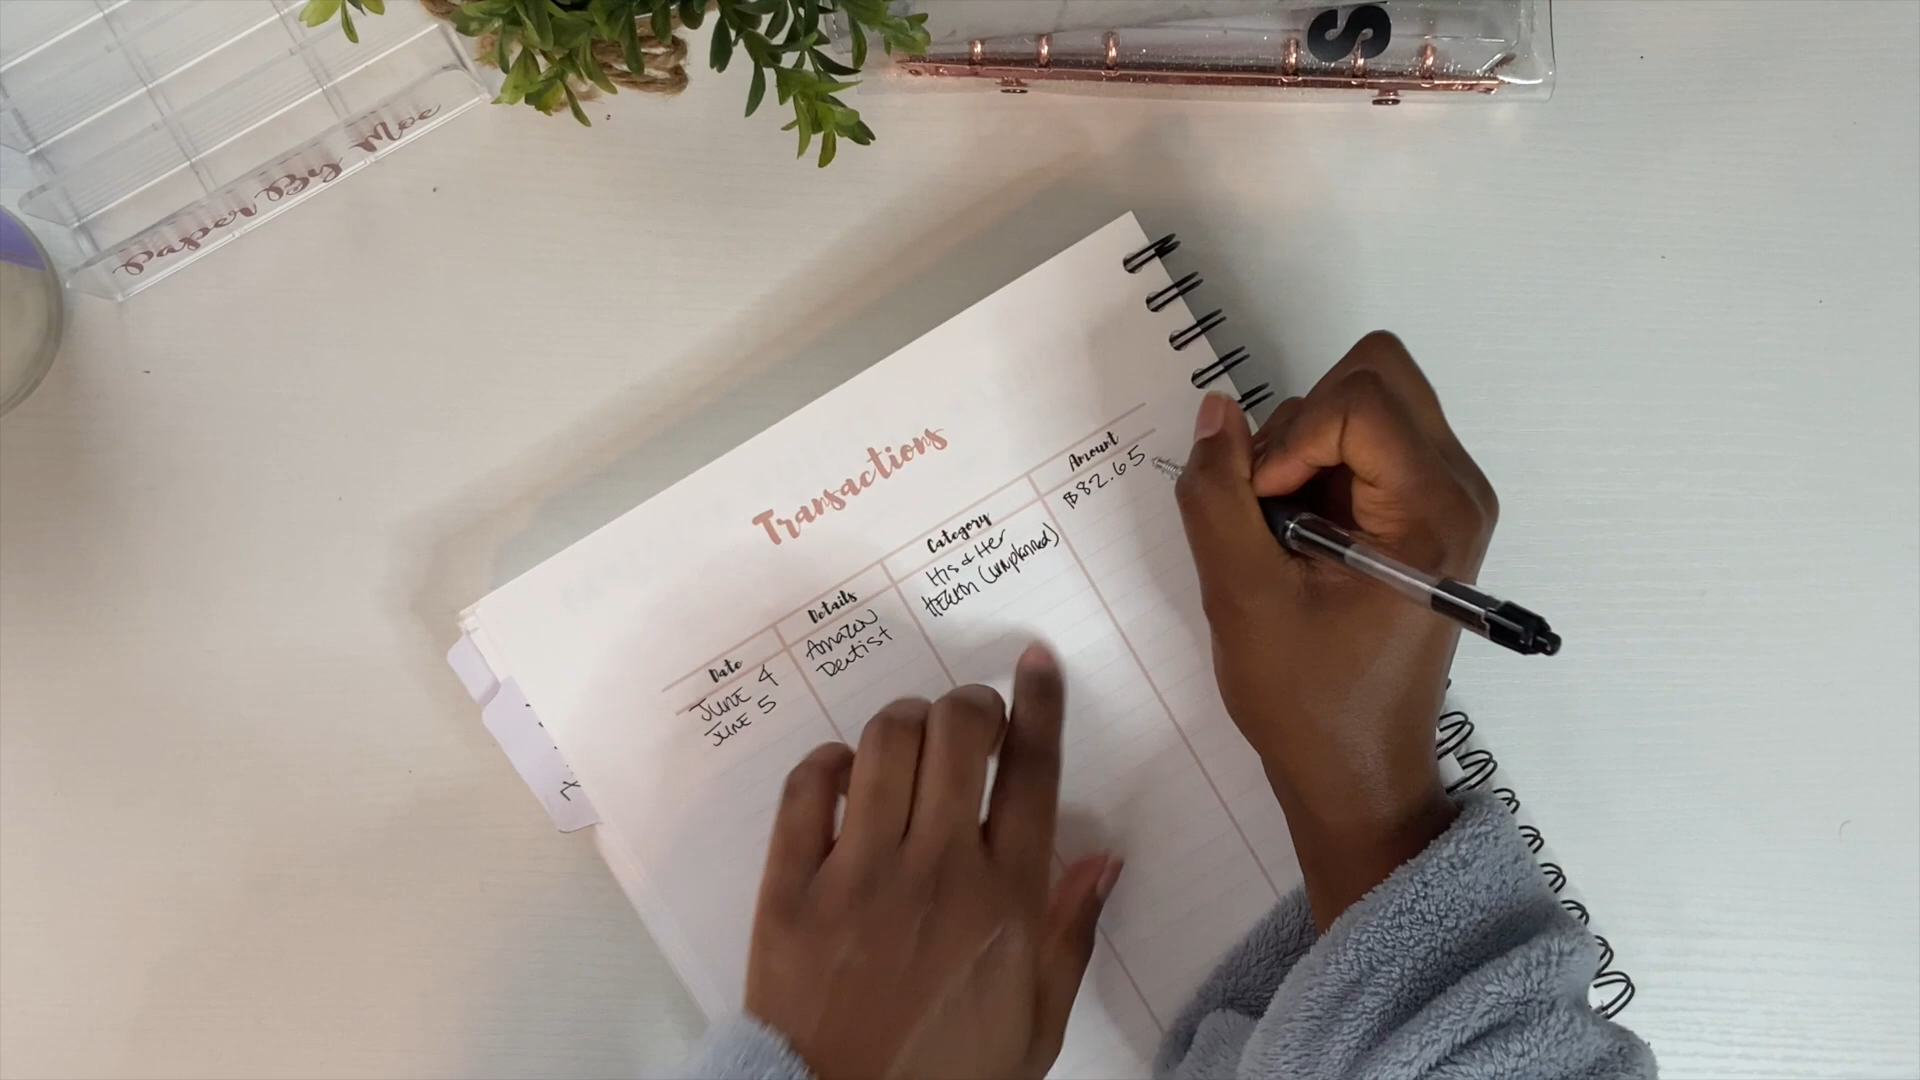 Paper By Moe
S
Transactions
Date Details Category Amount
June 4 Amazon His & Her $82.65
June 5 Dentist Health (unplanned)